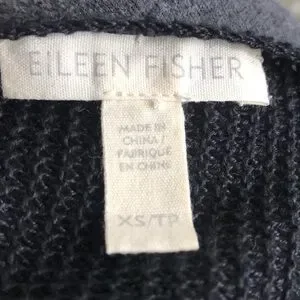 EILEEN FISHER
MADE IN
CHINA/
FABRIQUÉ
EN CHINE
XS/TP